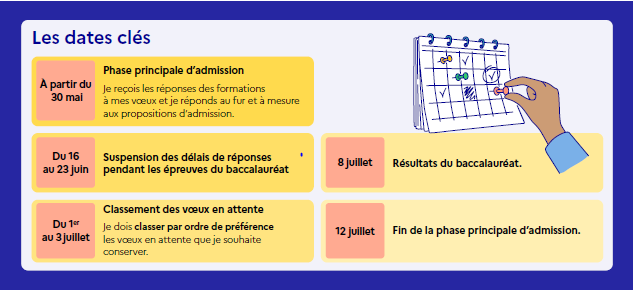 Les dates clés
À partir du
30 mai
Phase principale d'admission
Je reçois les réponses des formations
à mes vœux et je réponds au fur et à mesure
aux propositions d'admission.
Du 16
au 23 juin
Suspension des délais de réponses
pendant les épreuves du baccalauréat
Du 1er
au 3 juillet
Classement des vœux en attente
Je dois classer par ordre de préférence
les vœux en attente que je souhaite
conserver.
8 juillet
Résultats du baccalauréat.
12 juillet
Fin de la phase principale d'admission.